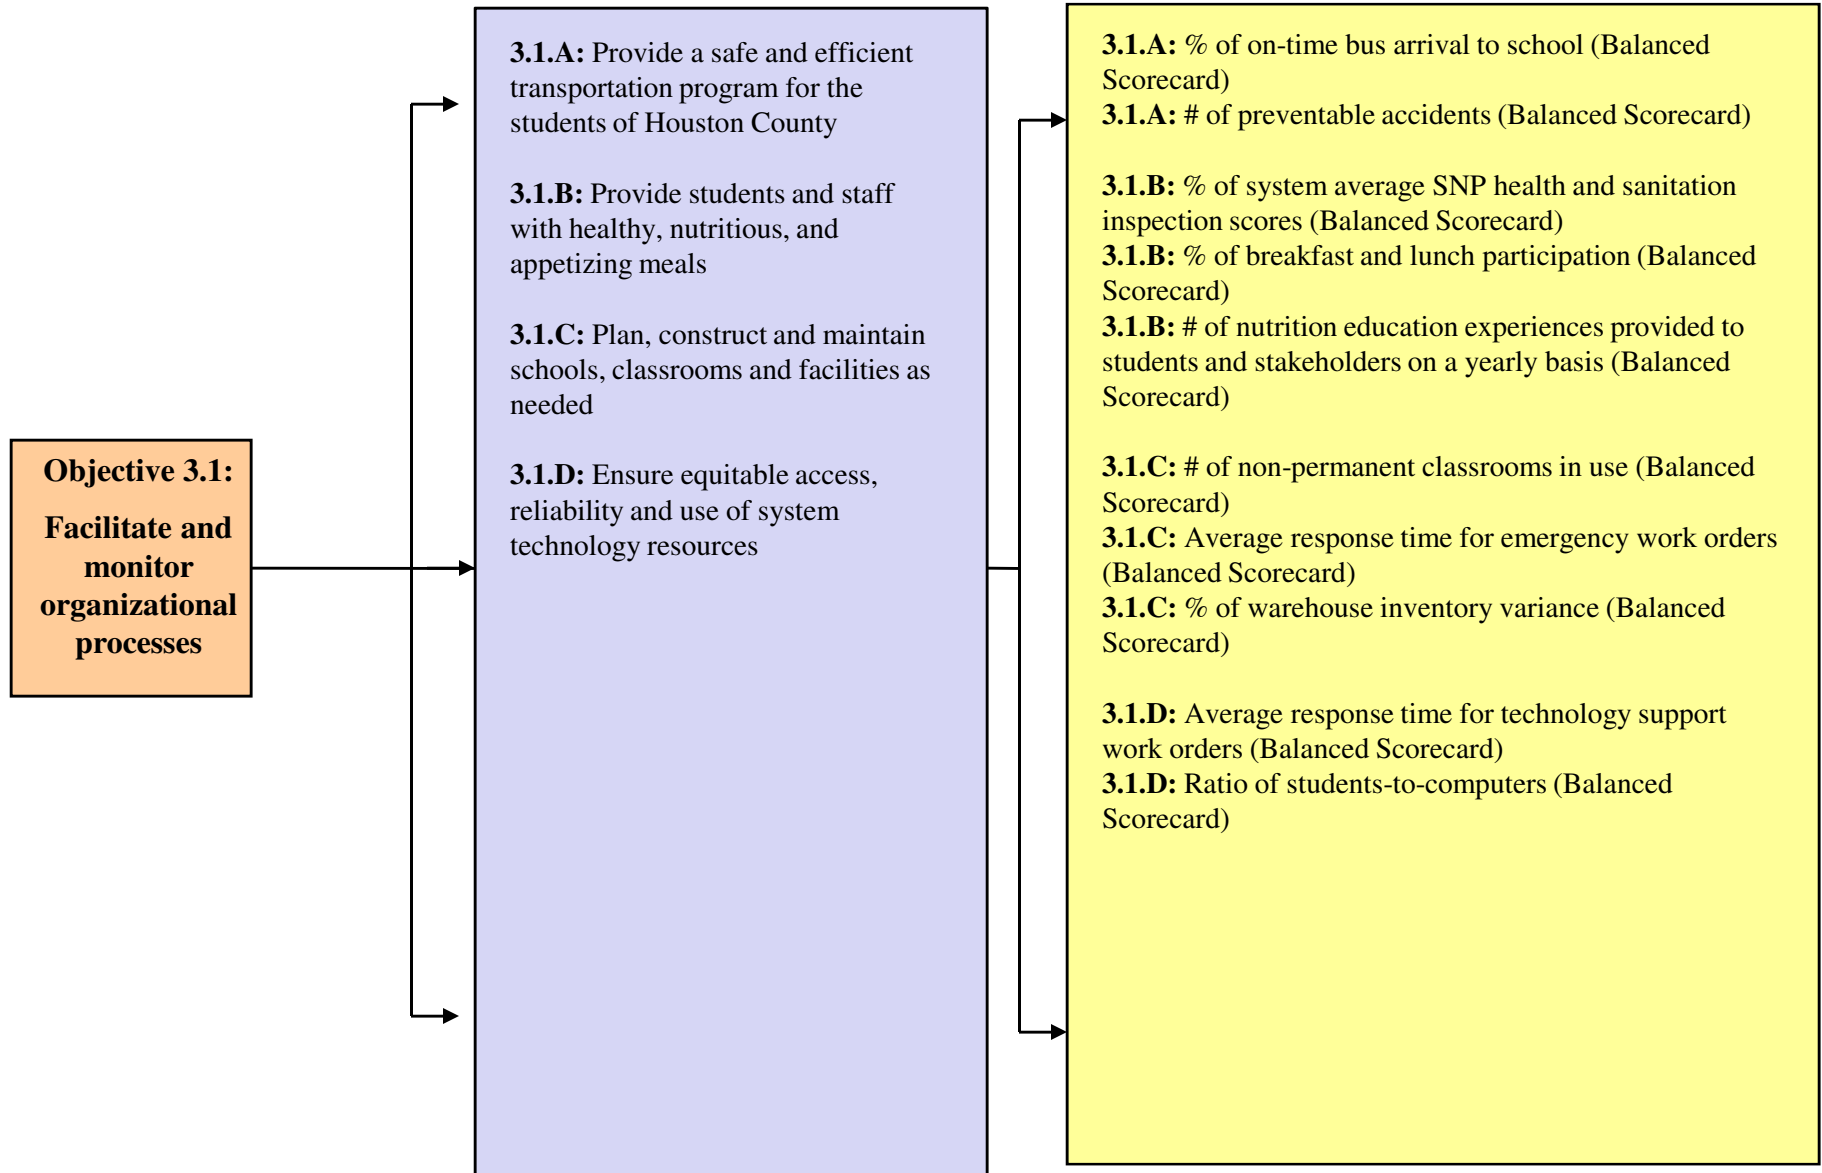 Objective 3.1:
Facilitate and
monitor
organizational
processes
3.1.A: Provide a safe and efficient
transportation program for the
students of Houston County
3.1.B: Provide students and staff
with healthy, nutritious, and
appetizing meals
3.1.C: Plan, construct and maintain
schools, classrooms and facilities as
needed
3.1.D: Ensure equitable access,
reliability and use of system
technology resources
3.1.A: % of on-time bus arrival to school (Balanced
Scorecard)
3.1.A: # of preventable accidents (Balanced Scorecard)
3.1.B: % of system average SNP health and sanitation
inspection scores (Balanced Scorecard)
3.1.B: % of breakfast and lunch participation (Balanced
Scorecard)
3.1.B: # of nutrition education experiences provided to
students and stakeholders on a yearly basis (Balanced
Scorecard)
3.1.C: # of non-permanent classrooms in use (Balanced
Scorecard)
3.1.C: Average response time for emergency work orders
(Balanced Scorecard)
3.1.C: % of warehouse inventory variance (Balanced
Scorecard)
3.1.D: Average response time for technology support
work orders (Balanced Scorecard)
3.1.D: Ratio of students-to-computers (Balanced
Scorecard)